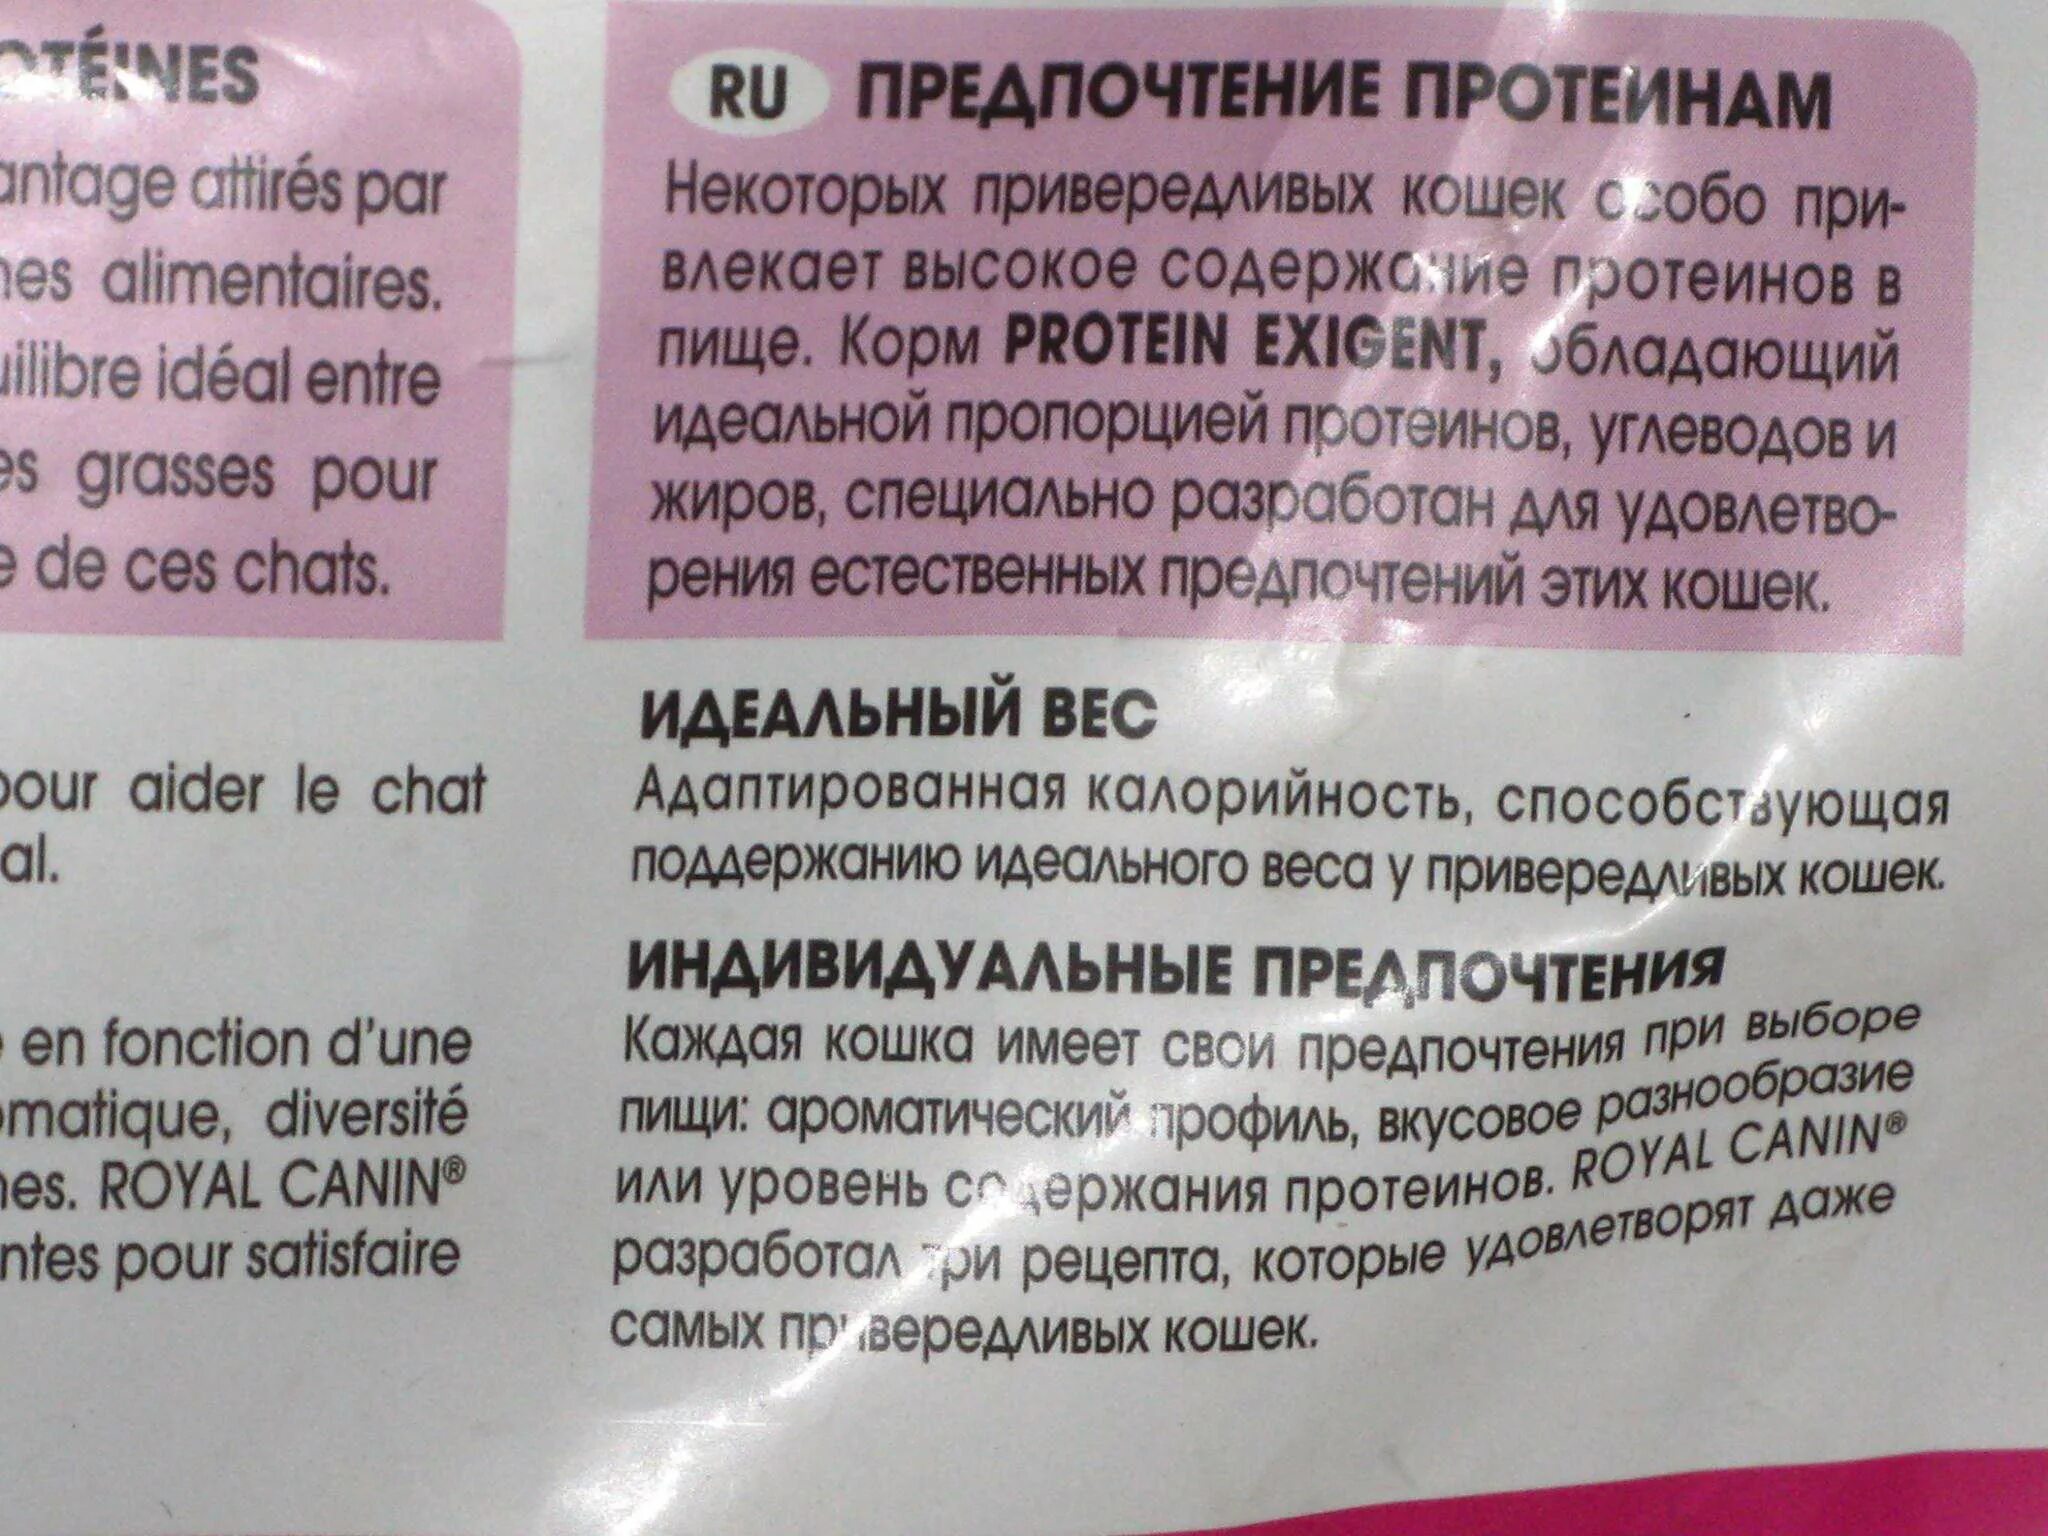 OTÉINES
antage attirés par
nes alimentaires.
uilibre idéal entre
es grasses pour
e de ces chats.
pour aider le chat
al.
e en fonction d'une
omatique, diversité
nes. ROYAL CANIN®
ntes pour satisfaire
RU ПРЕДПОЧТЕНИЕ ПРОТЕИНАМ
Некоторых привередливых кошек особо при-
влекает высокое содержание протеинов в
пище. Корм PROTEIN EXIGENT, обладающий
идеальной пропорцией протеинов, углеводов и
жиров, специально разработан для удовлетво-
рения естественных предпочтений этих кошек.
ИДЕАЛЬНЫЙ ВЕС
Адаптированная калорийность, способствующая
поддержанию идеального веса у привередливых кошек.
ИНДИВИДУАЛЬНЫЕ ПРЕДПОЧТЕНИЯ
Каждая кошка имеет свои предпочтения при выборе
пищи: ароматический профиль, вкусовое разнообразие
или уровень содержания протеинов. ROYAL CANIN®
разработал три рецепта, которые удовлетворят даже
самых привередливых кошек.